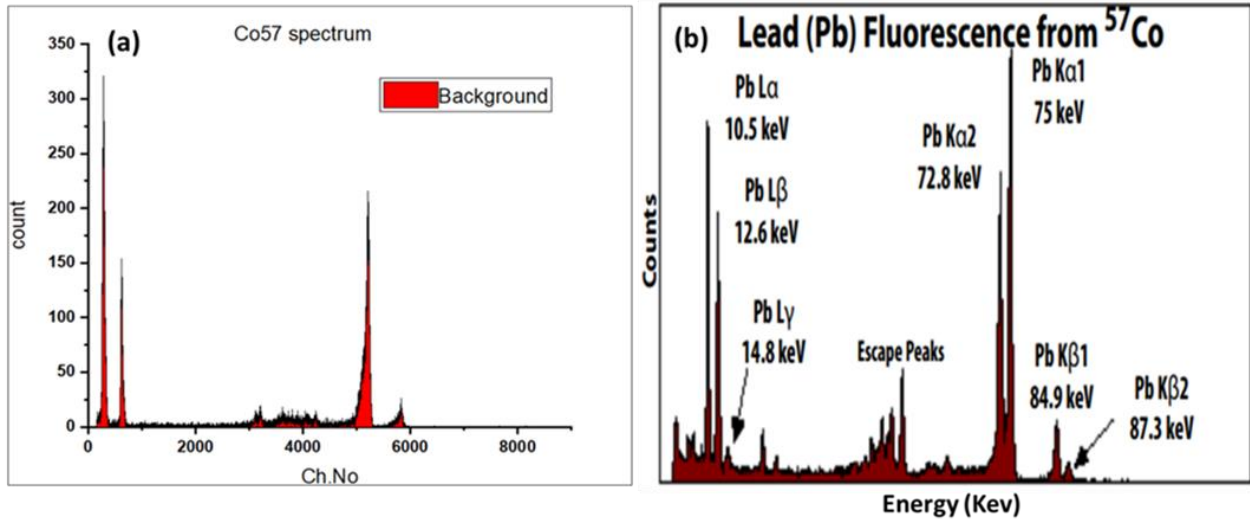 (a)
Co57 spectrum
Background
count
350
300
250
200
150
100
50
0
0
2000
4000
6000
8000
Ch.No
(b)
Lead (Pb) Fluorescence from ⁵⁷Co
Pb Lα
10.5 keV
Pb Lβ
12.6 keV
Pb Lγ
14.8 keV
Escape Peaks
Pb Kα2
72.8 keV
Pb Kα1
75 keV
Pb Kβ1
84.9 keV
Pb Kβ2
87.3 keV
Counts
Energy (Kev)